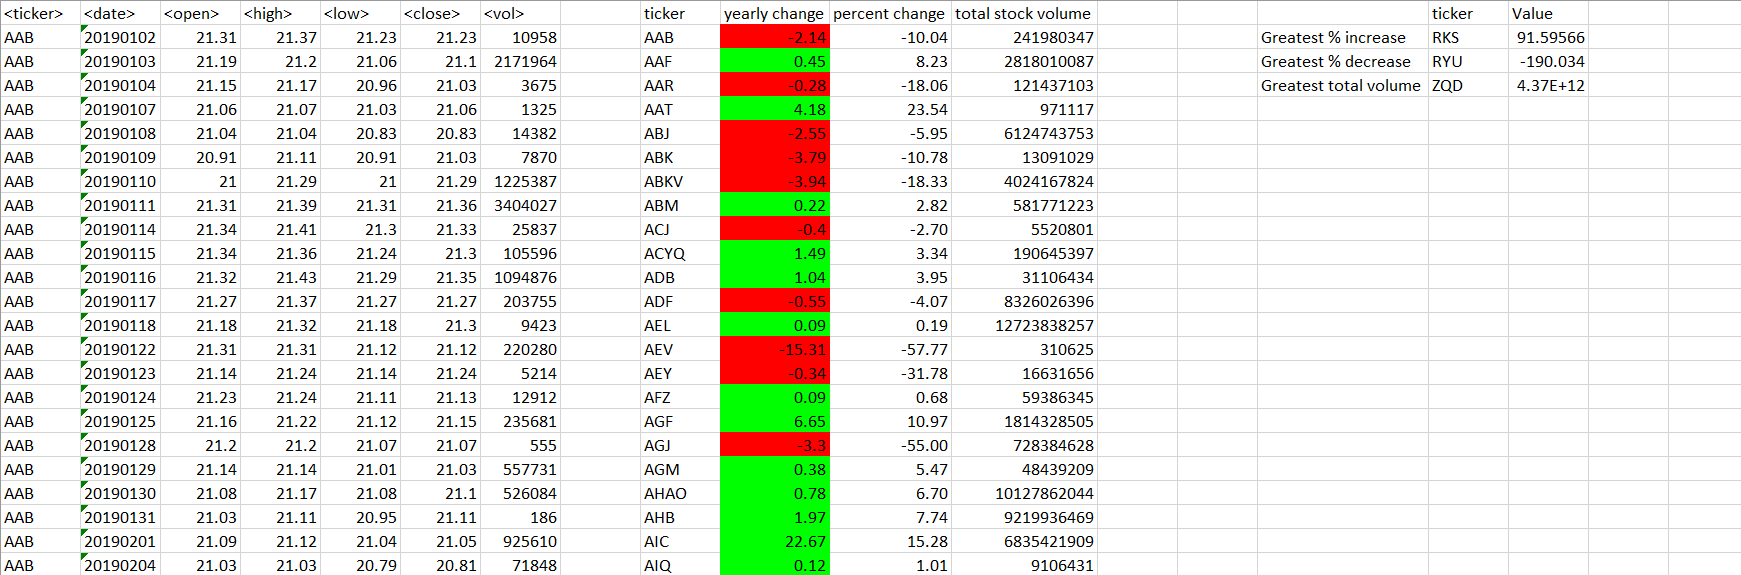 <ticker> <date> <open> <high> <low> <close> <vol> ticker yearly change percent change total stock volume ticker Value
AAB 20190102 21.31 21.37 21.23 21.23 10958 AAB -2.14 -10.04 241980347 Greatest % increase RKS 91.59566
AAB 20190103 21.19 21.2 21.06 21.1 2171964 AAF 0.45 8.23 2818010087 Greatest % decrease RYU -190.034
AAB 20190104 21.15 21.17 20.96 21.03 3675 AAR -0.28 -18.06 121437103 Greatest total volume ZQD 4.37E+12
AAB 20190107 21.06 21.07 21.03 21.06 1325 AAT 4.18 23.54 971117
AAB 20190108 21.04 21.04 20.83 20.83 14382 ABJ -2.55 -5.95 6124743753
AAB 20190109 20.91 21.11 20.91 21.03 7870 ABK -3.79 -10.78 13091029
AAB 20190110 21 21.29 21 21.29 1225387 ABKV -3.94 -18.33 4024167824
AAB 20190111 21.31 21.39 21.31 21.36 3404027 ABM 0.22 2.82 581771223
AAB 20190114 21.34 21.41 21.3 21.33 25837 ACJ -0.4 -2.70 5520801
AAB 20190115 21.34 21.36 21.24 21.3 105596 ACYQ 1.49 3.34 190645397
AAB 20190116 21.32 21.43 21.29 21.35 1094876 ADB 1.04 3.95 31106434
AAB 20190117 21.27 21.37 21.27 21.27 203755 ADF -0.55 -4.07 8326026396
AAB 20190118 21.18 21.32 21.18 21.3 9423 AEL 0.09 0.19 12723838257
AAB 20190122 21.31 21.31 21.12 21.12 220280 AEV -15.31 -57.77 310625
AAB 20190123 21.14 21.24 21.14 21.24 5214 AEY -0.34 -31.78 16631656
AAB 20190124 21.23 21.24 21.11 21.13 12912 AFZ 0.09 0.68 59386345
AAB 20190125 21.16 21.22 21.12 21.15 235681 AGF 6.65 10.97 1814328505
AAB 20190128 21.2 21.2 21.07 21.07 555 AGJ -3.3 -55.00 728384628
AAB 20190129 21.14 21.14 21.01 21.03 557731 AGM 0.38 5.47 48439209
AAB 20190130 21.08 21.17 21.08 21.1 526084 AHAO 0.78 6.70 10127862044
AAB 20190131 21.03 21.11 20.95 21.11 186 AHB 1.97 7.74 9219936469
AAB 20190201 21.09 21.12 21.04 21.05 925610 AIC 22.67 15.28 6835421909
AAB 20190204 21.03 21.03 20.79 20.81 71848 AIQ 0.12 1.01 9106431